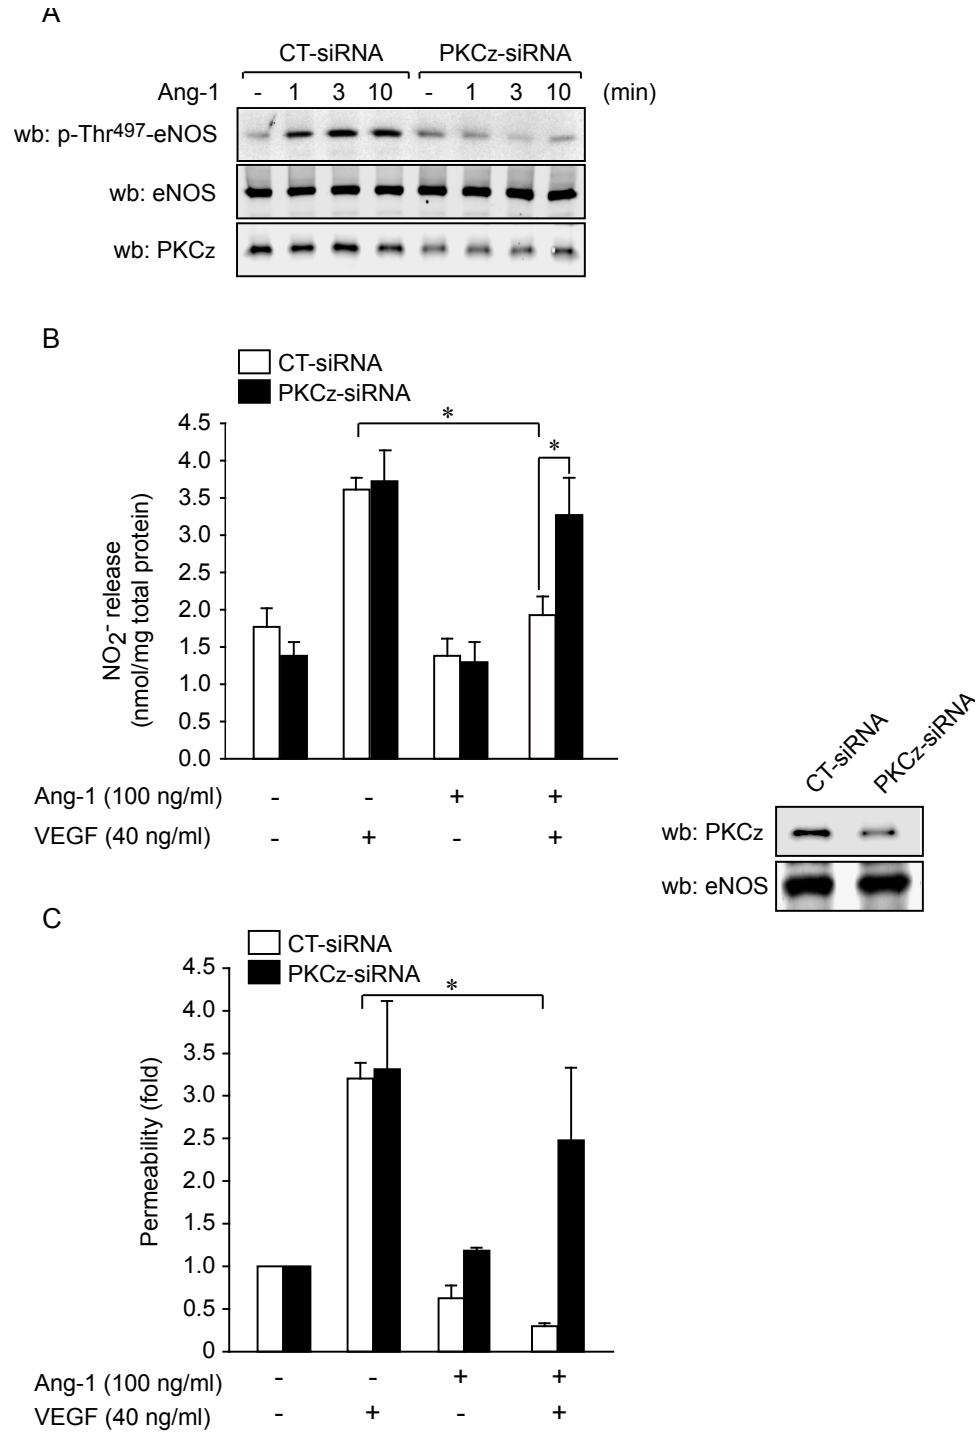 A
CT-siRNA PKCz-siRNA
Ang-1 - 1 3 10 - 1 3 10 (min)
wb: p-Thr497-eNOS
wb: eNOS
wb: PKCz
B
CT-siRNA
PKCz-siRNA
*
*
4.5
4.0
3.5
3.0
2.5
2.0
1.5
1.0
0.5
0.0
NO2- release
(nmol/mg total protein)
Ang-1 (100 ng/ml) - - + +
VEGF (40 ng/ml) - + - +
CT-siRNA PKCz-siRNA
wb: PKCz
wb: eNOS
C
CT-siRNA
PKCz-siRNA
*
4.5
4.0
3.5
3.0
2.5
2.0
1.5
1.0
0.5
0
Permeability (fold)
Ang-1 (100 ng/ml) - - + +
VEGF (40 ng/ml) - + - +